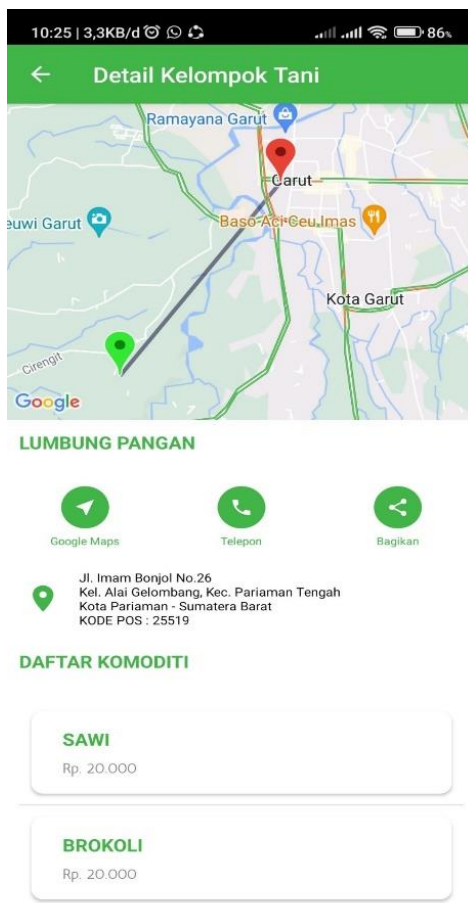 10:25 | 3,3KB/d
86%
Detail Kelompok Tani
Ramayana Garut
Garut
euwi Garut
Baso Aci Ceu Imas
Kota Garut
Cirengit
Google
LUMBUNG PANGAN
Google Maps
Telepon
Bagikan
Jl. Imam Bonjol No.26
Kel. Alai Gelombang, Kec. Pariaman Tengah
Kota Pariaman - Sumatera Barat
KODE POS : 25519
DAFTAR KOMODITI
SAWI
Rp. 20.000
BROKOLI
Rp. 20.000